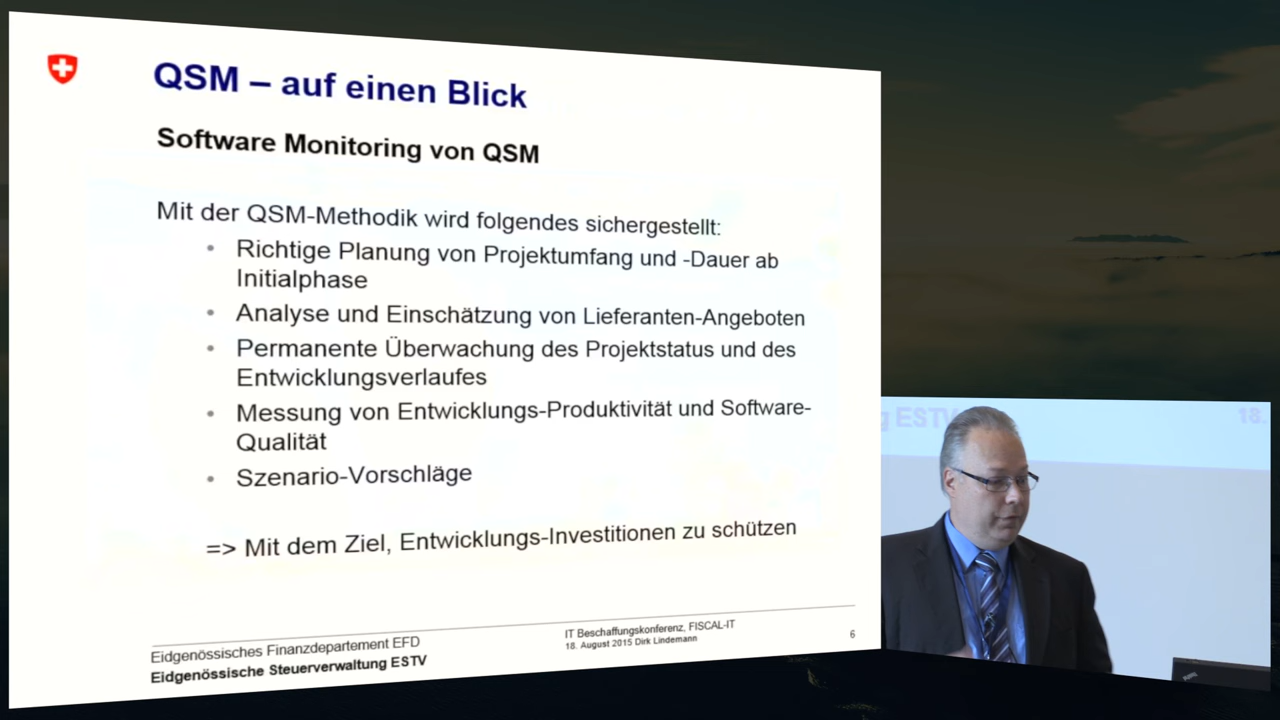 QSM – auf einen Blick
Software Monitoring von QSM
Mit der QSM-Methodik wird folgendes sichergestellt:
• Richtige Planung von Projektumfang und -Dauer ab
Initialphase
• Analyse und Einschätzung von Lieferanten-Angeboten
• Permanente Überwachung des Projektstatus und des
Entwicklungsverlaufes
• Messung von Entwicklungs-Produktivität und Software-
Qualität
• Szenario-Vorschläge
=> Mit dem Ziel, Entwicklungs-Investitionen zu schützen
Eidgenössisches Finanzdepartement EFD
Eidgenössische Steuerverwaltung ESTV
IT Beschaffungskonferenz, FISCAL-IT
18. August 2015 Dirk Lindemann
6
g ESTV
18.